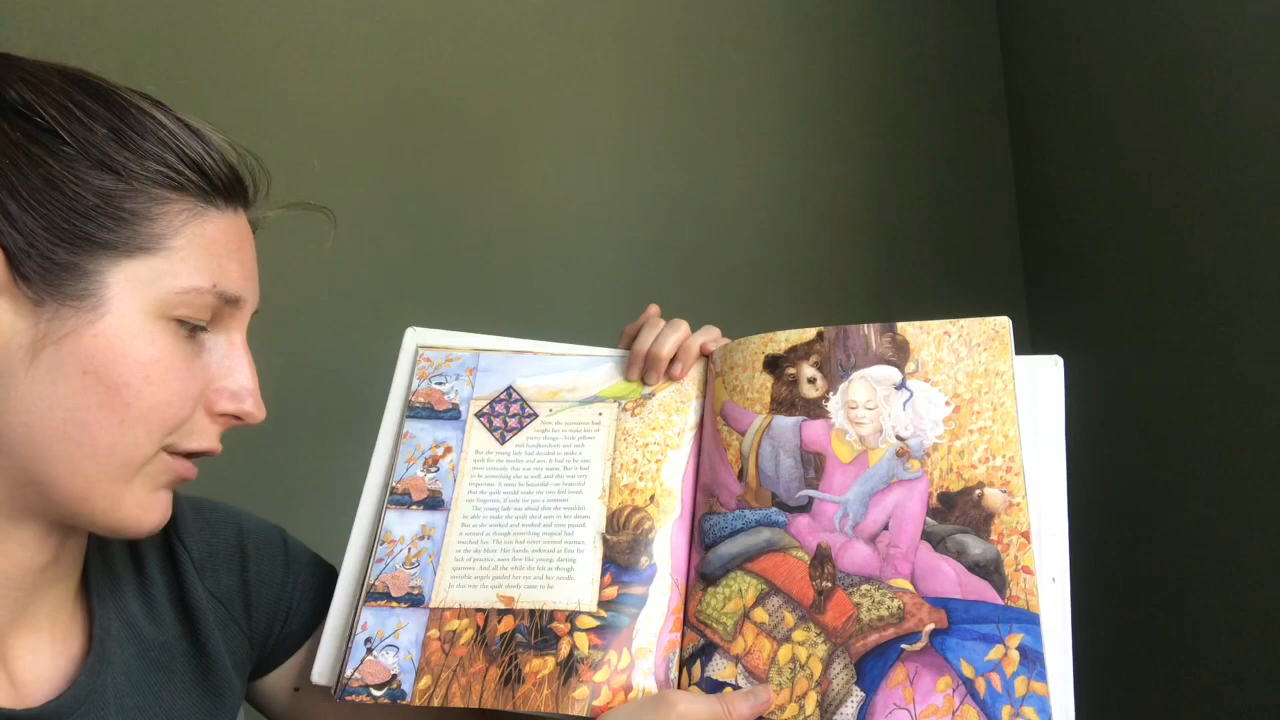 Now, the seamstress had
taught her to make lots of
pretty things—little pillows
and handkerchiefs and such.
But the young lady had decided to make a
quilt for the mother and son. It had to be one,
most certainly, that was very warm. But it had
to be something else as well, and this was very
important. It must be beautiful—so beautiful
that the quilt would make the two feel loved,
not forgotten, if only for just a moment.
The young lady was afraid that she wouldn't
be able to make the quilt she'd seen in her dream.
But as she worked and worked and time passed,
it seemed as though something magical had
touched her. The sun had never seemed warmer,
or the sky bluer. Her hands, awkward at first for
lack of practice, soon flew like young, darting
sparrows. And all the while she felt as though
invisible angels guided her eye and her needle.
In this way the quilt slowly came to be.